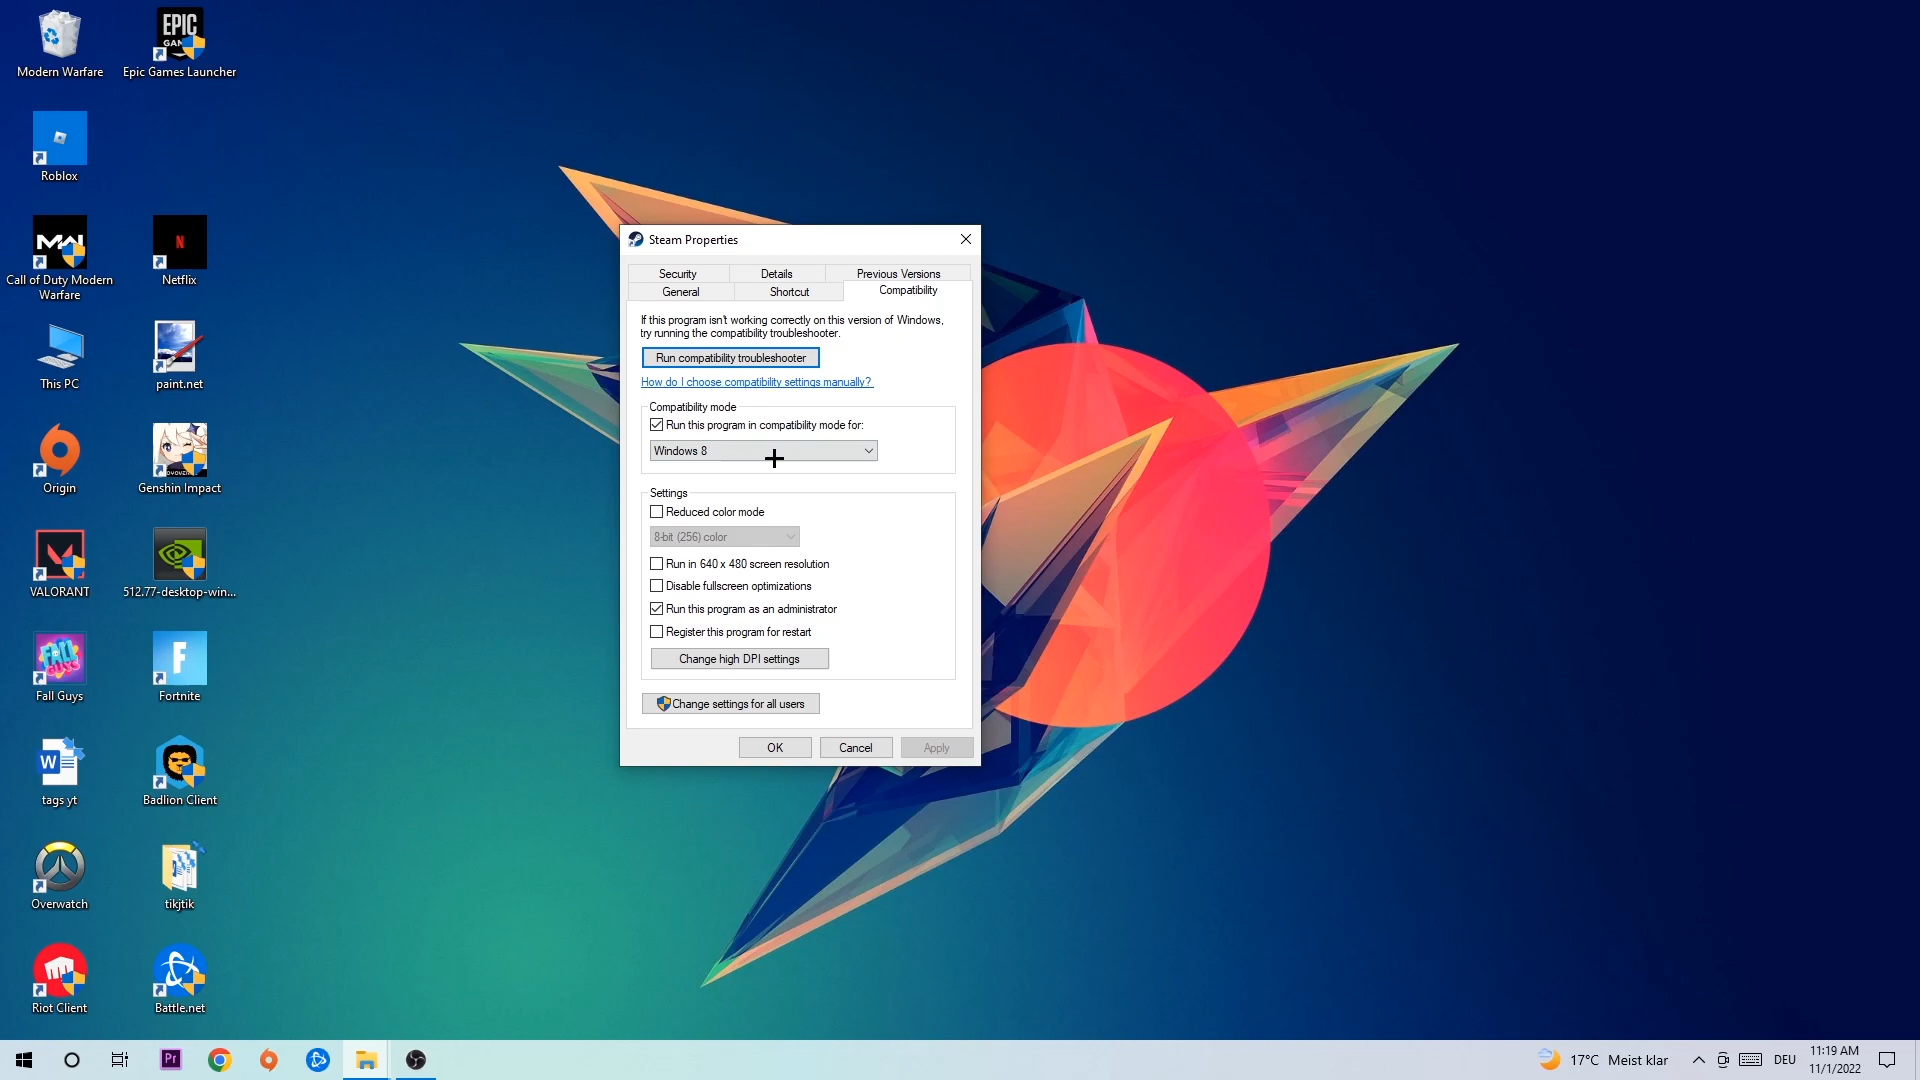 Modern Warfare
EPIC
GAMES
Epic Games Launcher
Roblox
MW
Call of Duty Modern
Warfare
N
Netflix
This PC
paint.net
Origin
Genshin Impact
VALORANT
512.77-desktop-win...
FALL
GUYS
Fall Guys
F
Fortnite
W
tags yt
Badlion Client
Overwatch
tikjtik
Riot Client
Battle.net
Steam Properties
Security
Details
Previous Versions
General
Shortcut
Compatibility
If this program isn't working correctly on this version of Windows,
try running the compatibility troubleshooter.
Run compatibility troubleshooter
How do I choose compatibility settings manually?
Compatibility mode
Run this program in compatibility mode for:
Windows 8
Settings
Reduced color mode
8-bit (256) color
Run in 640 x 480 screen resolution
Disable fullscreen optimizations
Run this program as an administrator
Register this program for restart
Change high DPI settings
Change settings for all users
OK
Cancel
Apply
Pr
17°C Meist klar
DEU
11:19 AM
11/1/2022